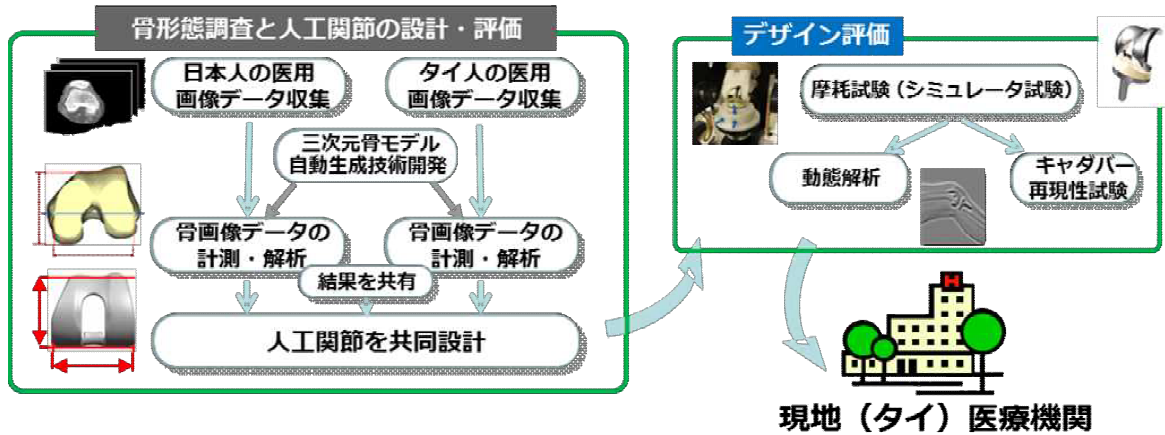 骨形態調査と人工関節の設計・評価
日本人の医用
画像データ収集
タイ人の医用
画像データ収集
三次元骨モデル
自動生成技術開発
骨画像データの
計測・解析
骨画像データの
計測・解析
結果を共有
人工関節を共同設計
デザイン評価
摩耗試験(シミュレータ試験)
動態解析
キャダバー
再現性試験
H
現地(タイ)医療機関